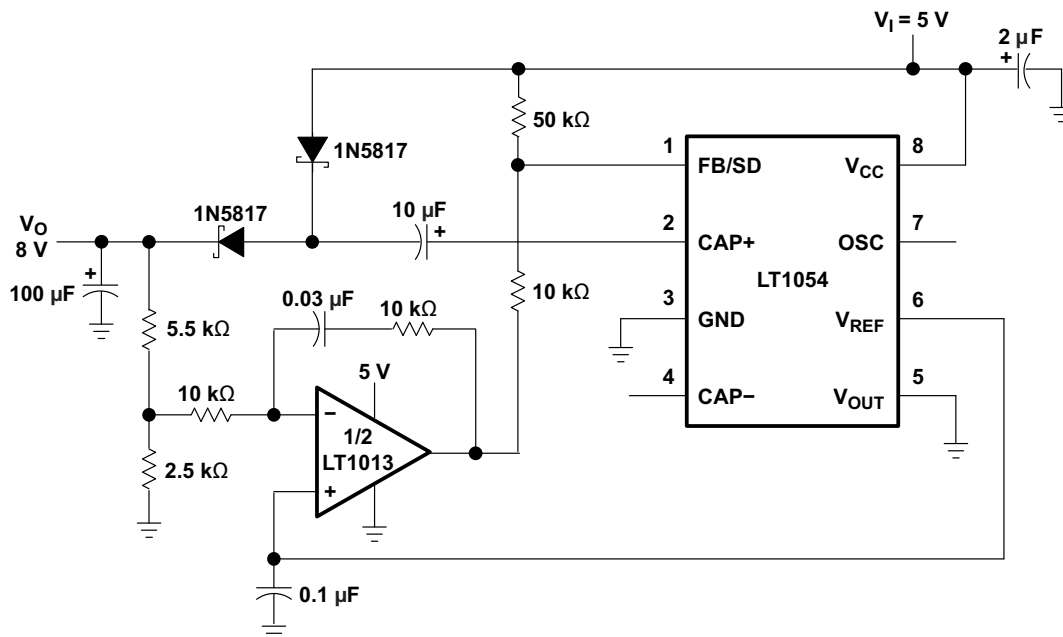 V_I = 5 V
2 µF
+
50 kΩ
1N5817
1
FB/SD
V_CC
8
1N5817
V_O
8 V
10 µF
+
2
CAP+
OSC
7
LT1054
100 µF
+
5.5 kΩ
0.03 µF
10 kΩ
10 kΩ
3
GND
V_REF
6
5 V
10 kΩ
4
CAP−
V_OUT
5
−
1/2
LT1013
+
2.5 kΩ
0.1 µF